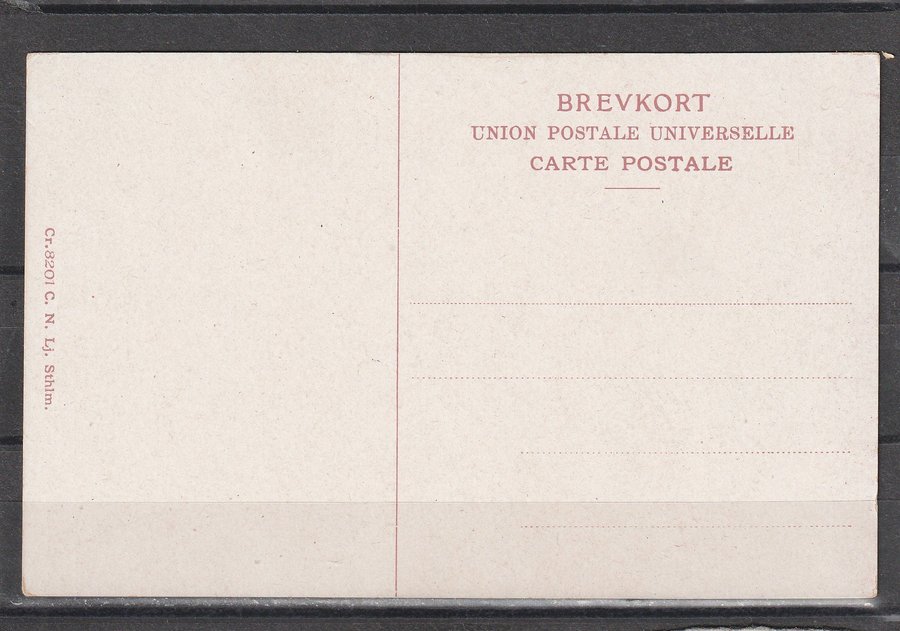 BREVKORT
UNION POSTALE UNIVERSELLE
CARTE POSTALE
Cr. 8201 C. N. Lj. Sthlm.